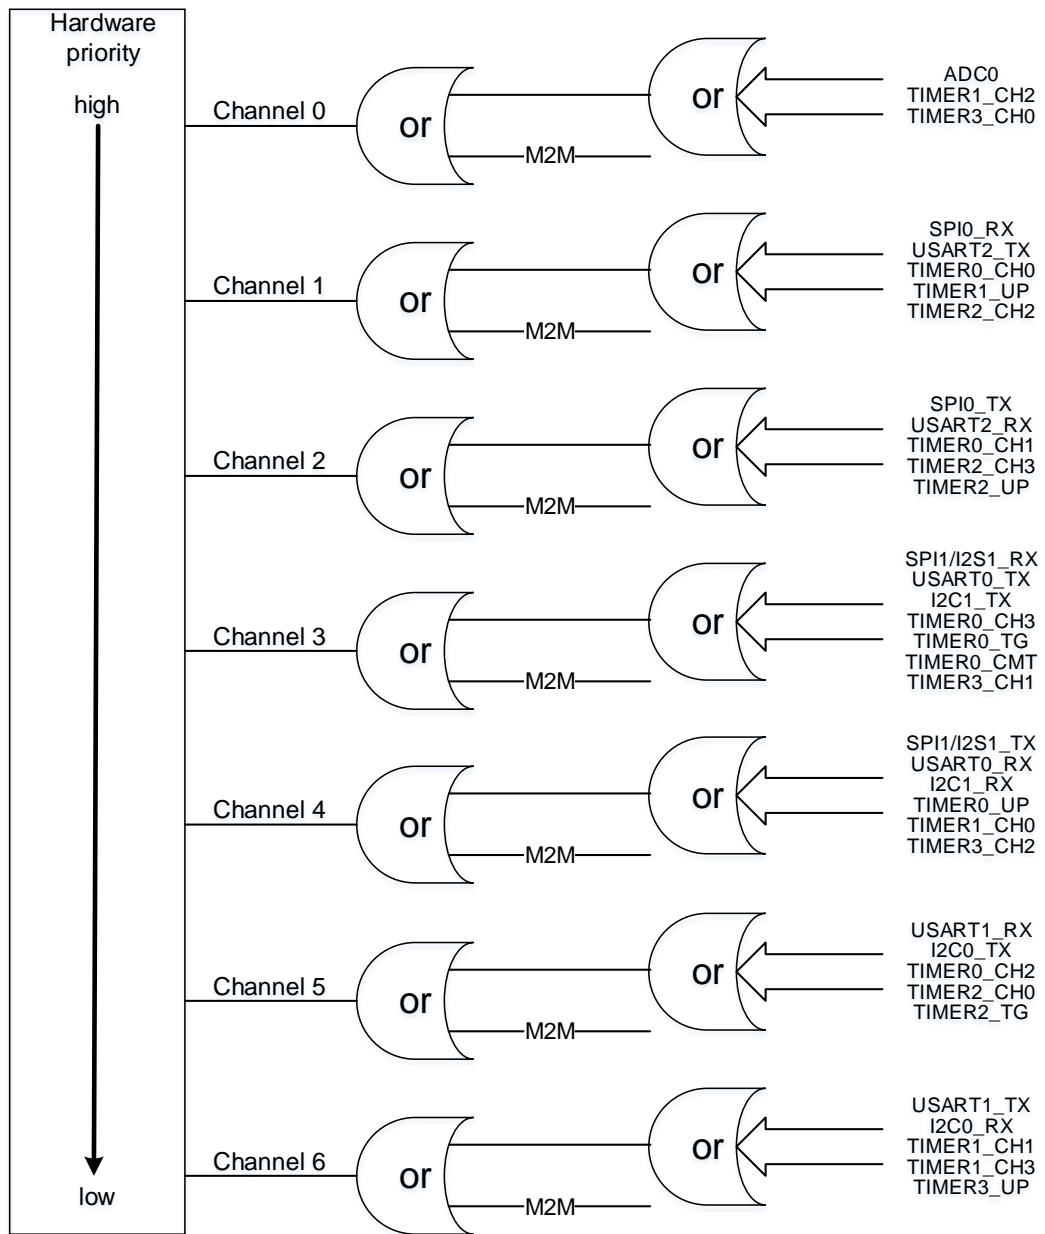 Hardware
priority
high
Channel 0
or
M2M
or
ADC0
TIMER1_CH2
TIMER3_CH0
Channel 1
or
M2M
or
SPI0_RX
USART2_TX
TIMER0_CH0
TIMER1_UP
TIMER2_CH2
Channel 2
or
M2M
or
SPI0_TX
USART2_RX
TIMER0_CH1
TIMER2_CH3
TIMER2_UP
Channel 3
or
M2M
or
SPI1/I2S1_RX
USART0_TX
I2C1_TX
TIMER0_CH3
TIMER0_TG
TIMER0_CMT
TIMER3_CH1
Channel 4
or
M2M
or
SPI1/I2S1_TX
USART0_RX
I2C1_RX
TIMER0_UP
TIMER1_CH0
TIMER3_CH2
Channel 5
or
M2M
or
USART1_RX
I2C0_TX
TIMER0_CH2
TIMER2_CH0
TIMER2_TG
Channel 6
or
M2M
or
USART1_TX
I2C0_RX
TIMER1_CH1
TIMER1_CH3
TIMER3_UP
low